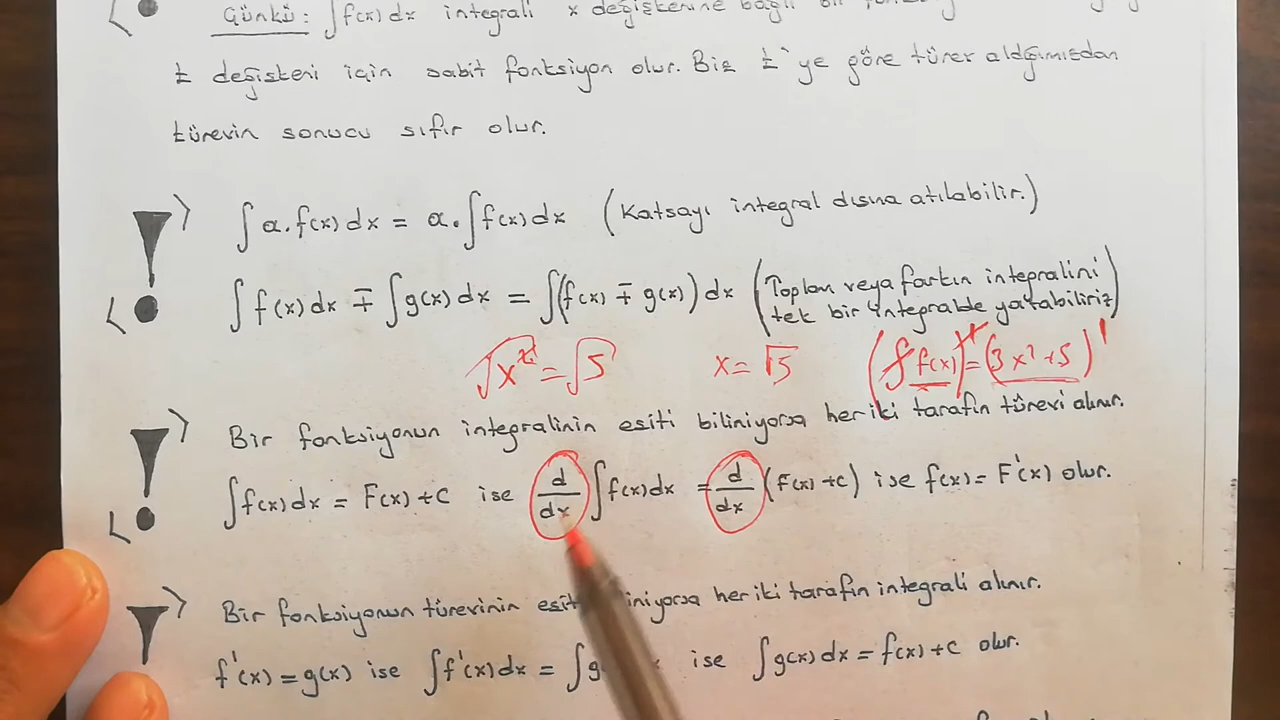 Çünkü: ∫f(x)dx integrali x değişkenine bağlı bir
t değişkeni için sabit fonksiyon olur. Biz t'ye göre türev aldığımızdan
türevin sonucu sıfır olur.
∫a.f(x)dx = a.∫f(x)dx (Katsayı integral dışına atılabilir.)
∫f(x)dx ∓ ∫g(x)dx = ∫(f(x) ∓ g(x))dx (Toplam veya farkın integralini
tek bir integralde yazabiliriz)
√x² = √5 x = √5 (∫f(x))' = (3x²+5)'
Bir fonksiyonun integralinin eşiti biliniyorsa her iki tarafın türevi alınır.
∫f(x)dx = F(x)+c ise d/dx ∫f(x)dx = d/dx (F(x)+c) ise f(x) = F'(x) olur.
Bir fonksiyonun türevinin eşiti iniyorsa her iki tarafın integrali alınır.
f'(x) = g(x) ise ∫f'(x)dx = ∫g ise ∫g(x)dx = f(x)+c olur.